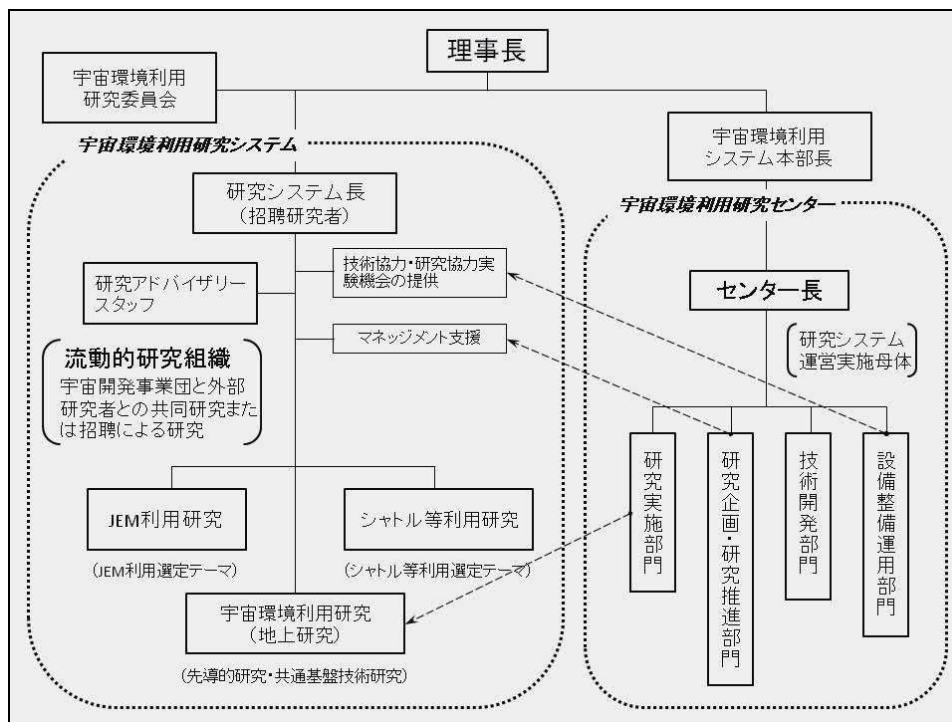 理事長
宇宙環境利用
研究委員会
宇宙環境利用
システム本部長
宇宙環境利用研究システム
研究システム長
(招聘研究者)
技術協力・研究協力実
験機会の提供
研究アドバイザリー
スタッフ
マネッジメント支援
流動的研究組織
宇宙開発事業団と外部
研究者との共同研究また
は招聘による研究
JEM利用研究
(JEM利用選定テーマ)
シャトル等利用研究
(シャトル等利用選定テーマ)
宇宙環境利用研究
(地上研究)
(先導的研究・共通基盤技術研究)
宇宙環境利用研究センター
センター長
研究システム
運営実施母体
研究実施部門
研究企画・研究推進部門
技術開発部門
設備整備運用部門